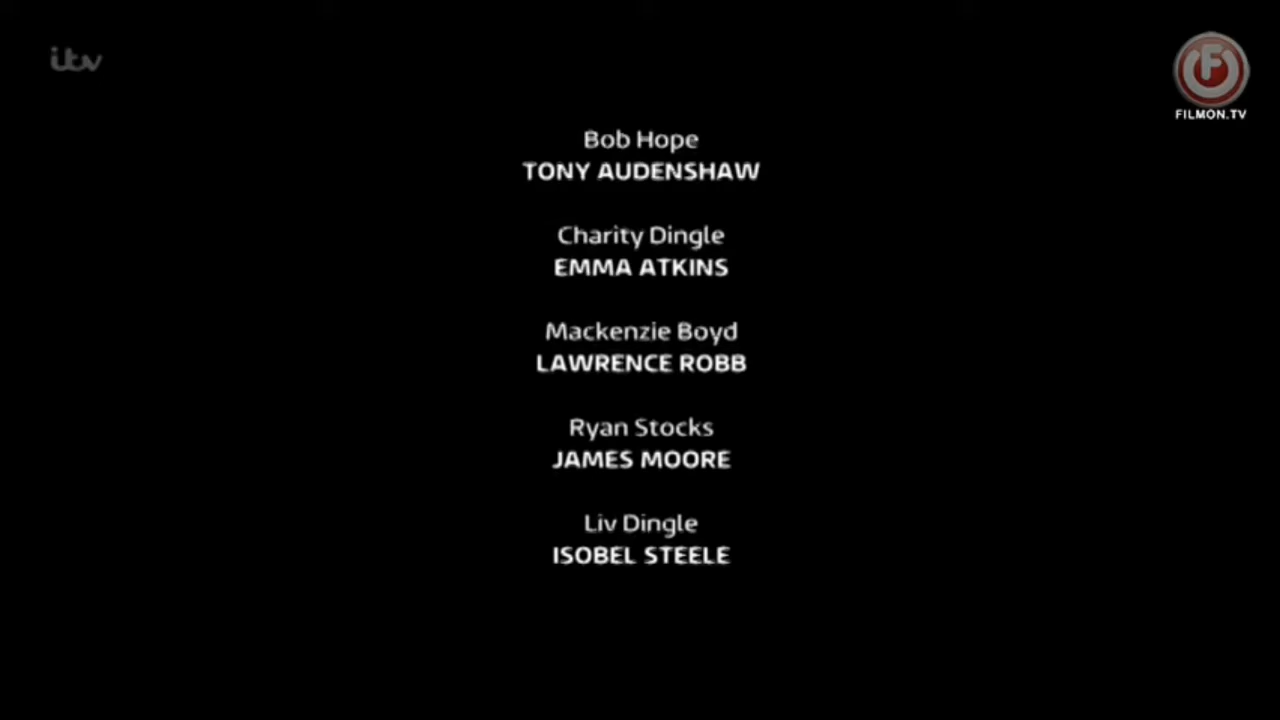 itv
F
FILMON.TV
Bob Hope
TONY AUDENSHAW
Charity Dingle
EMMA ATKINS
Mackenzie Boyd
LAWRENCE ROBB
Ryan Stocks
JAMES MOORE
Liv Dingle
ISOBEL STEELE